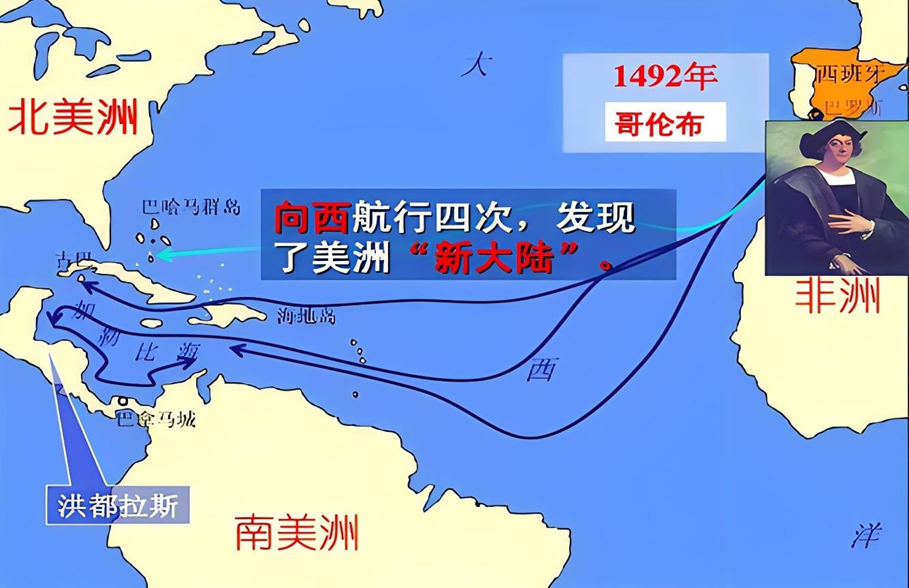 大
1492年
哥伦布
西班牙
巴罗斯
北美洲
巴哈马群岛
向西航行四次，发现
了美洲“新大陆”。
古巴
海地岛
非洲
加勒比海
西
巴拿马城
洪都拉斯
南美洲
洋